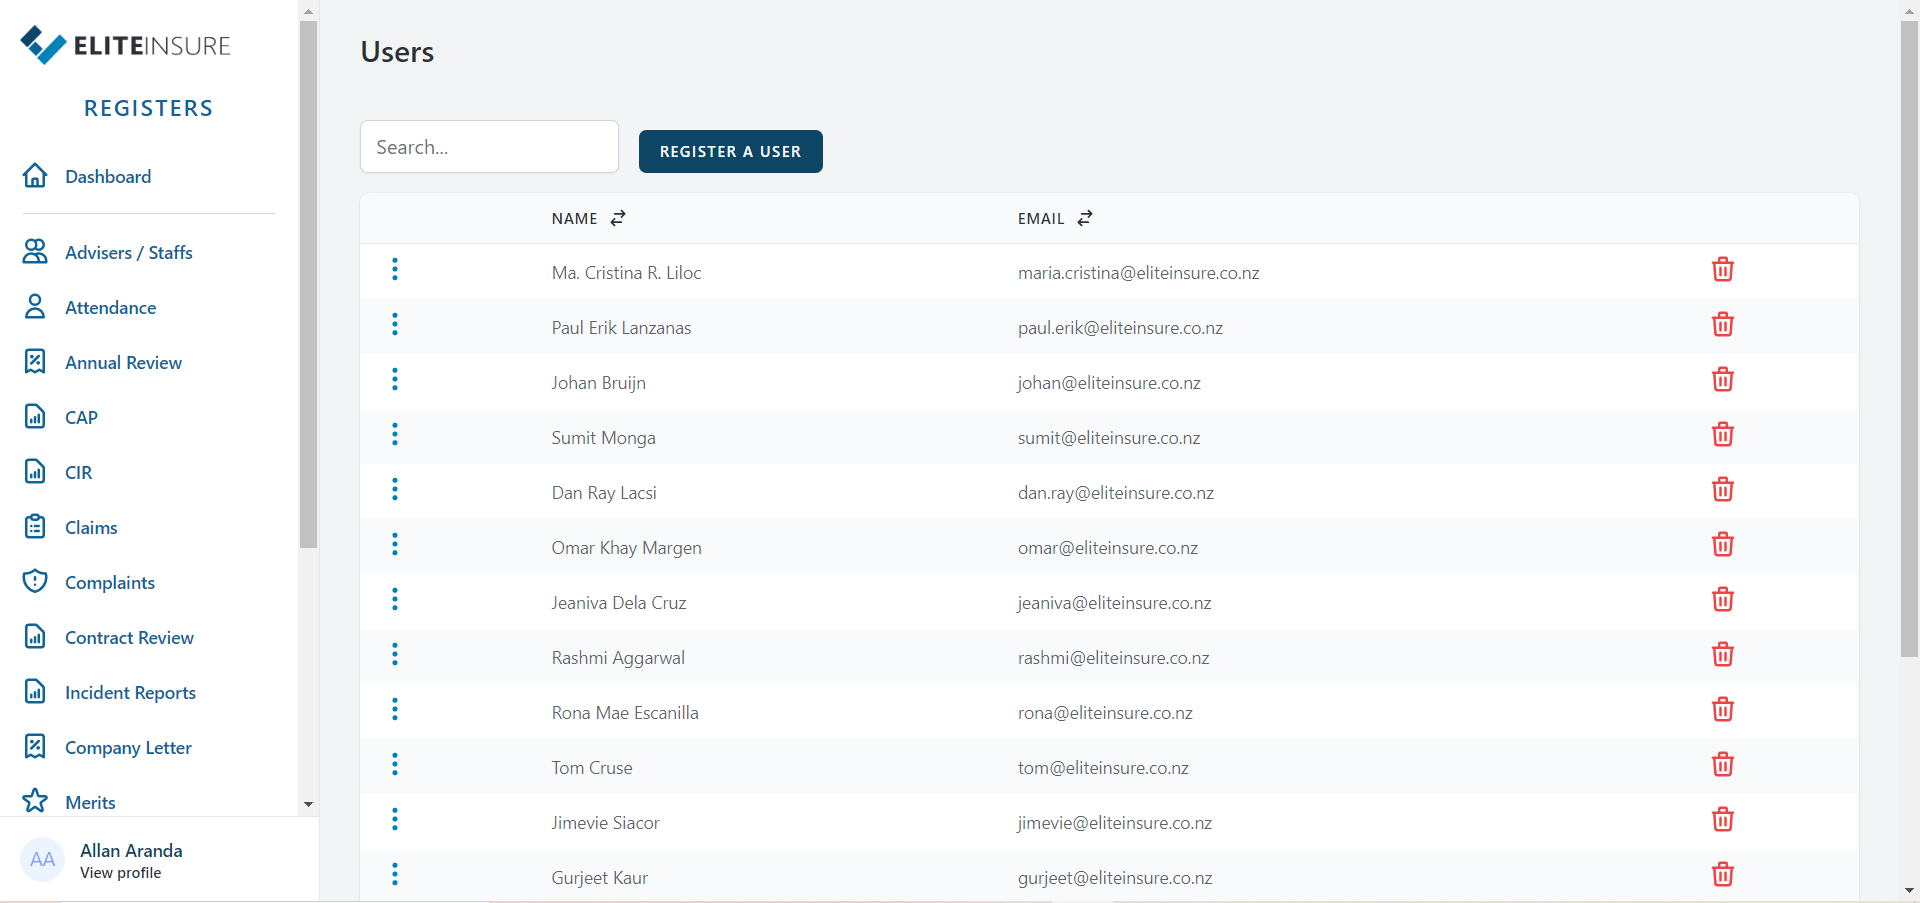 ELITEINSURE
REGISTERS
Dashboard
Advisers / Staffs
Attendance
Annual Review
CAP
CIR
Claims
Complaints
Contract Review
Incident Reports
Company Letter
Merits
AA
Allan Aranda
View profile
Users
Search...
REGISTER A USER
NAME EMAIL
Ma. Cristina R. Liloc maria.cristina@eliteinsure.co.nz
Paul Erik Lanzanas paul.erik@eliteinsure.co.nz
Johan Bruijn johan@eliteinsure.co.nz
Sumit Monga sumit@eliteinsure.co.nz
Dan Ray Lacsi dan.ray@eliteinsure.co.nz
Omar Khay Margen omar@eliteinsure.co.nz
Jeaniva Dela Cruz jeaniva@eliteinsure.co.nz
Rashmi Aggarwal rashmi@eliteinsure.co.nz
Rona Mae Escanilla rona@eliteinsure.co.nz
Tom Cruse tom@eliteinsure.co.nz
Jimevie Siacor jimevie@eliteinsure.co.nz
Gurjeet Kaur gurjeet@eliteinsure.co.nz